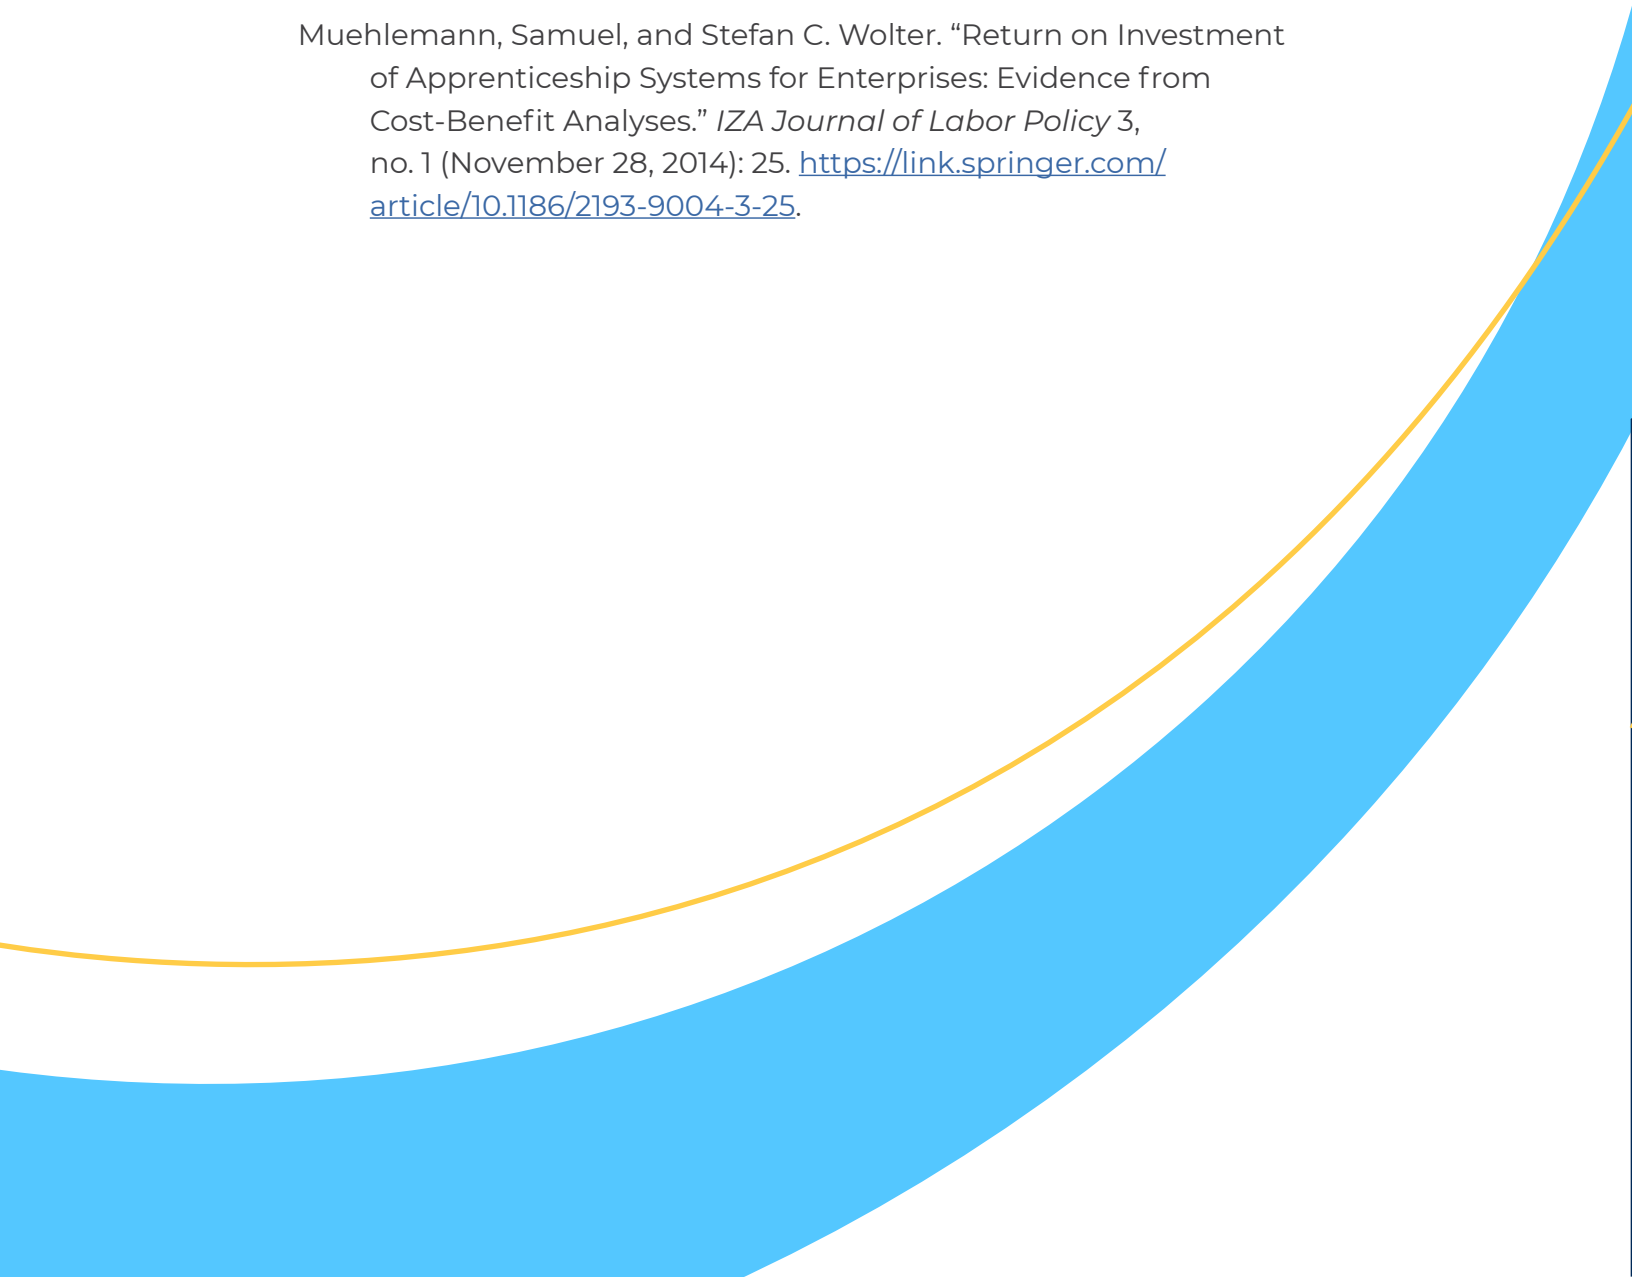 Muehlemann, Samuel, and Stefan C. Wolter. “Return on Investment
of Apprenticeship Systems for Enterprises: Evidence from
Cost-Benefit Analyses.” IZA Journal of Labor Policy 3,
no. 1 (November 28, 2014): 25. https://link.springer.com/
article/10.1186/2193-9004-3-25.